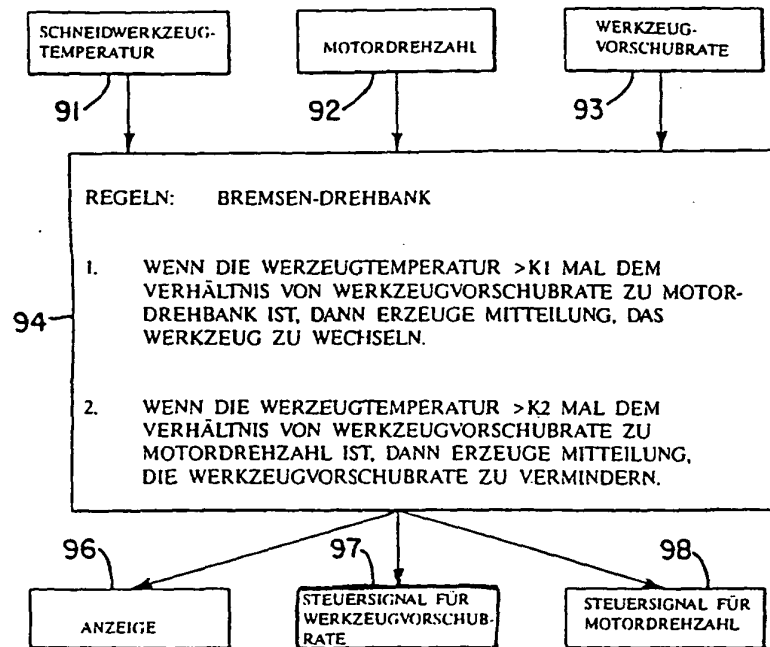 SCHNEIDWERKZEUG-
TEMPERATUR
MOTORDREHZAHL
WERKZEUG-
VORSCHUBRATE
91
92
93
REGELN: BREMSEN-DREHBANK
1. WENN DIE WERZEUGTEMPERATUR >K1 MAL DEM
VERHÄLTNIS VON WERKZEUGVORSCHUBRATE ZU MOTOR-
DREHBANK IST, DANN ERZEUGE MITTEILUNG, DAS
WERKZEUG ZU WECHSELN.
94
2. WENN DIE WERZEUGTEMPERATUR >K2 MAL DEM
VERHÄLTNIS VON WERKZEUGVORSCHUBRATE ZU
MOTORDREHZAHL IST, DANN ERZEUGE MITTEILUNG,
DIE WERKZEUGVORSCHUBRATE ZU VERMINDERN.
96
97
98
ANZEIGE
STEUERSIGNAL FÜR
WERKZEUGVORSCHUB-
RATE
STEUERSIGNAL FÜR
MOTORDREHZAHL